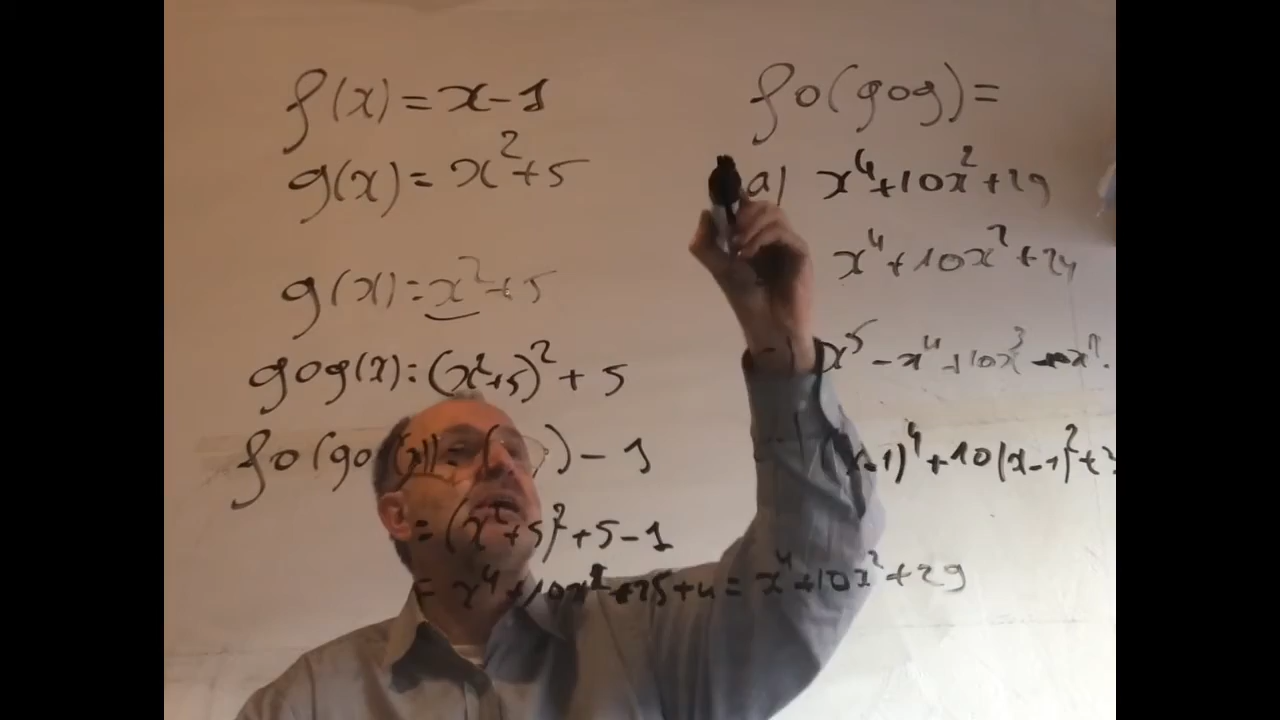 f(x) = x-1
g(x) = x²+5
g(x) = x²+5
gog(x) = (x²+5)²+5
fo(gog(x)) = ( ) - 1
= (x²+5)²+5-1
= x⁴+10x²+25+4 = x⁴+10x²+29
fo(gog) =
a) x⁴+10x²+29
x⁴+10x²+24
x⁵-x⁴+10x³
(x-1)⁴+10(x-1)²+